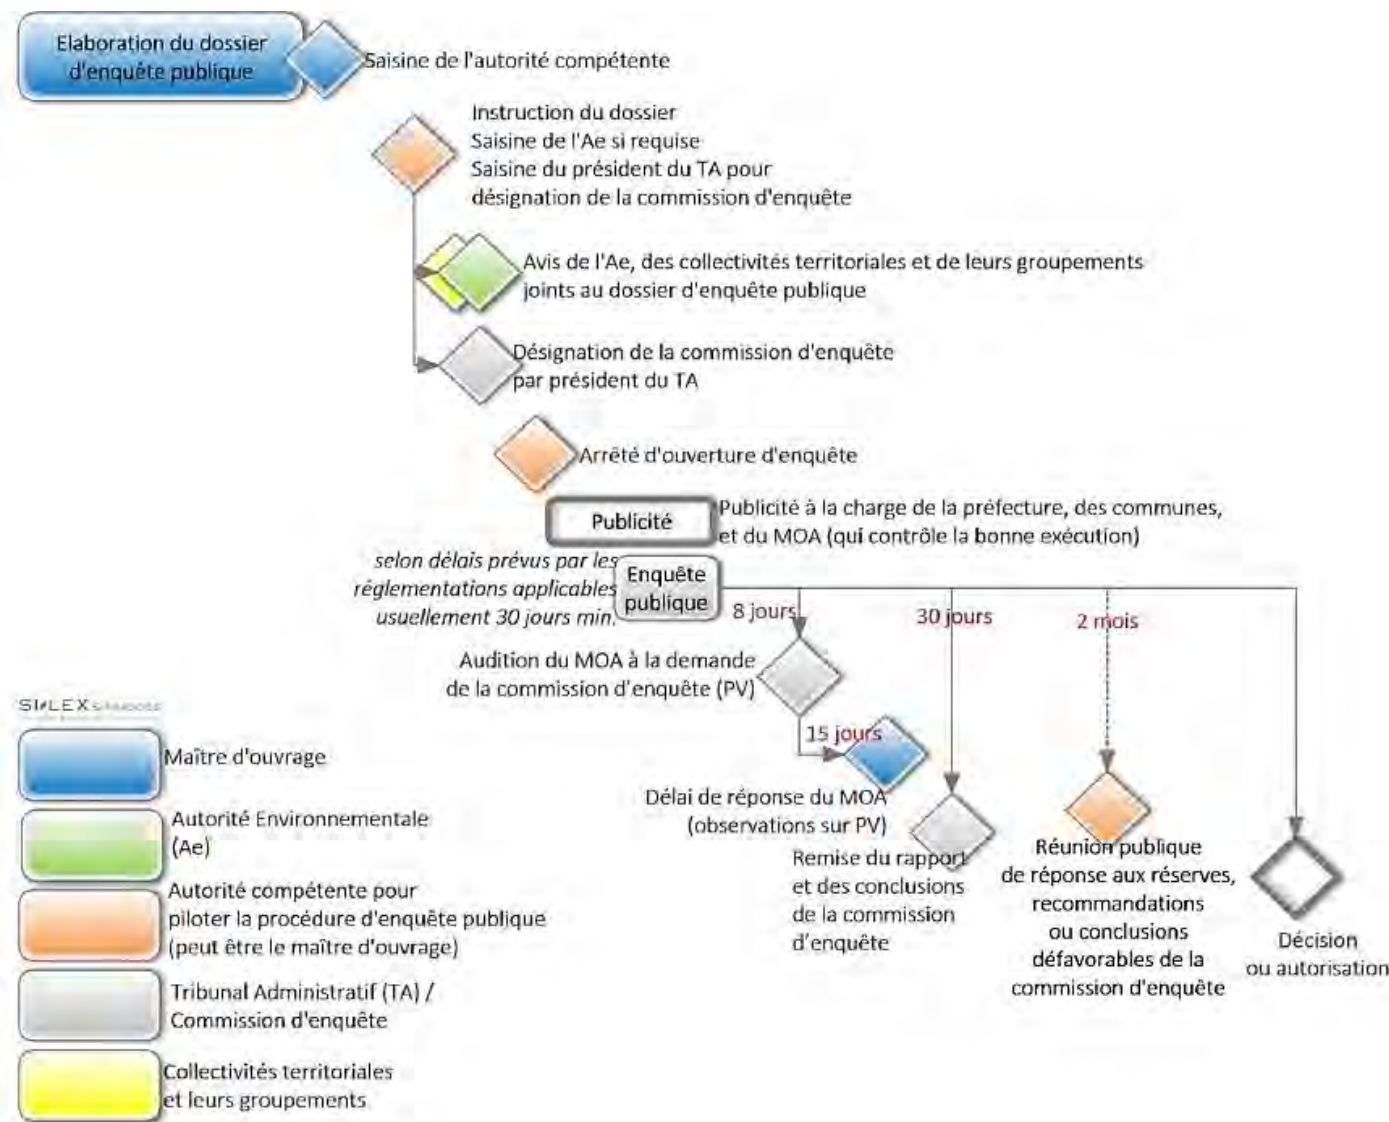 Elaboration du dossier
d'enquête publique
Saisine de l'autorité compétente
Instruction du dossier
Saisine de l'Ae si requise
Saisine du président du TA pour
désignation de la commission d'enquête
Avis de l'Ae, des collectivités territoriales et de leurs groupements
joints au dossier d'enquête publique
Désignation de la commission d'enquête
par président du TA
Arrêté d'ouverture d'enquête
Publicité
Publicité à la charge de la préfecture, des communes,
et du MOA (qui contrôle la bonne exécution)
selon délais prévus par les
réglementations applicables
usuellement 30 jours min.
Enquête
publique
8 jours
30 jours
2 mois
Audition du MOA à la demande
de la commission d'enquête (PV)
15 jours
Délai de réponse du MOA
(observations sur PV)
Remise du rapport
et des conclusions
de la commission
d'enquête
Réunion publique
de réponse aux réserves,
recommandations
ou conclusions
défavorables de la
commission d'enquête
Décision
ou autorisation
Maître d'ouvrage
Autorité Environnementale
(Ae)
Autorité compétente pour
piloter la procédure d'enquête publique
(peut être le maître d'ouvrage)
Tribunal Administratif (TA) /
Commission d'enquête
Collectivités territoriales
et leurs groupements